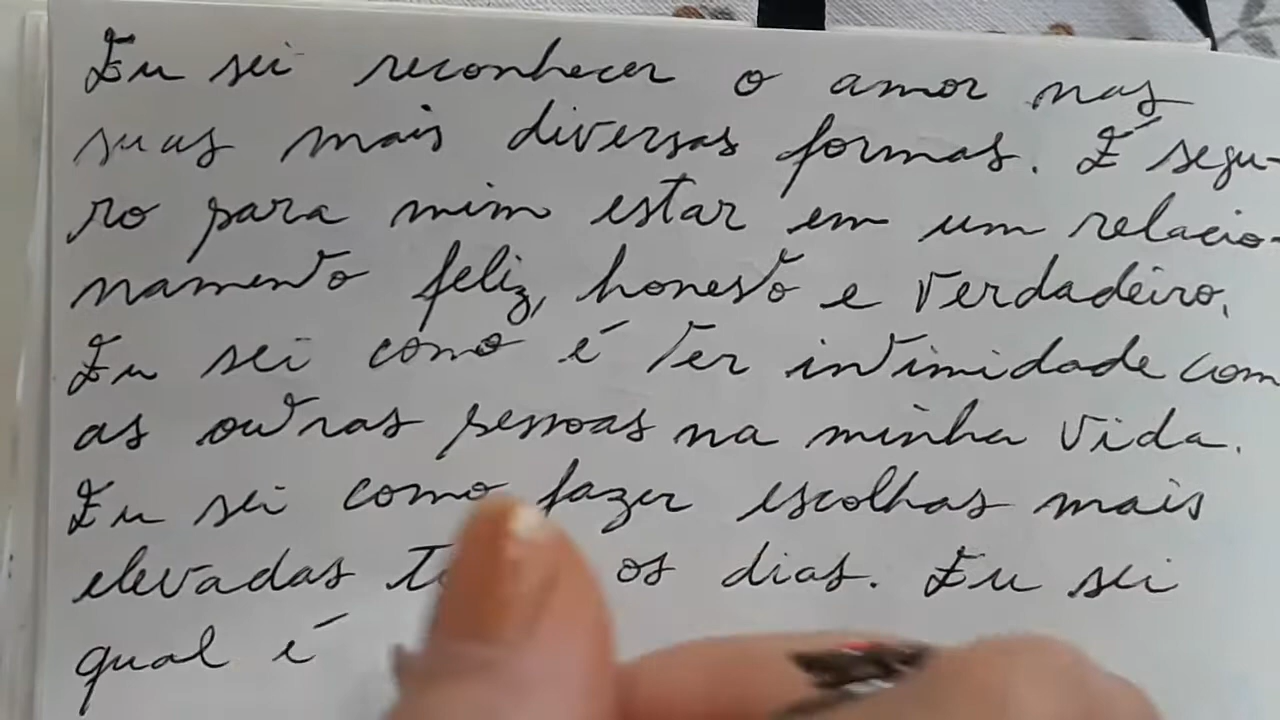 Eu sei reconhecer o amor nas
suas mais diversas formas. É segu-
ro para mim estar em um relacio-
namento feliz, honesto e verdadeiro.
Eu sei como é ter intimidade com
as outras pessoas na minha vida.
Eu sei como fazer escolhas mais
elevadas os dias. Eu sei
qual é